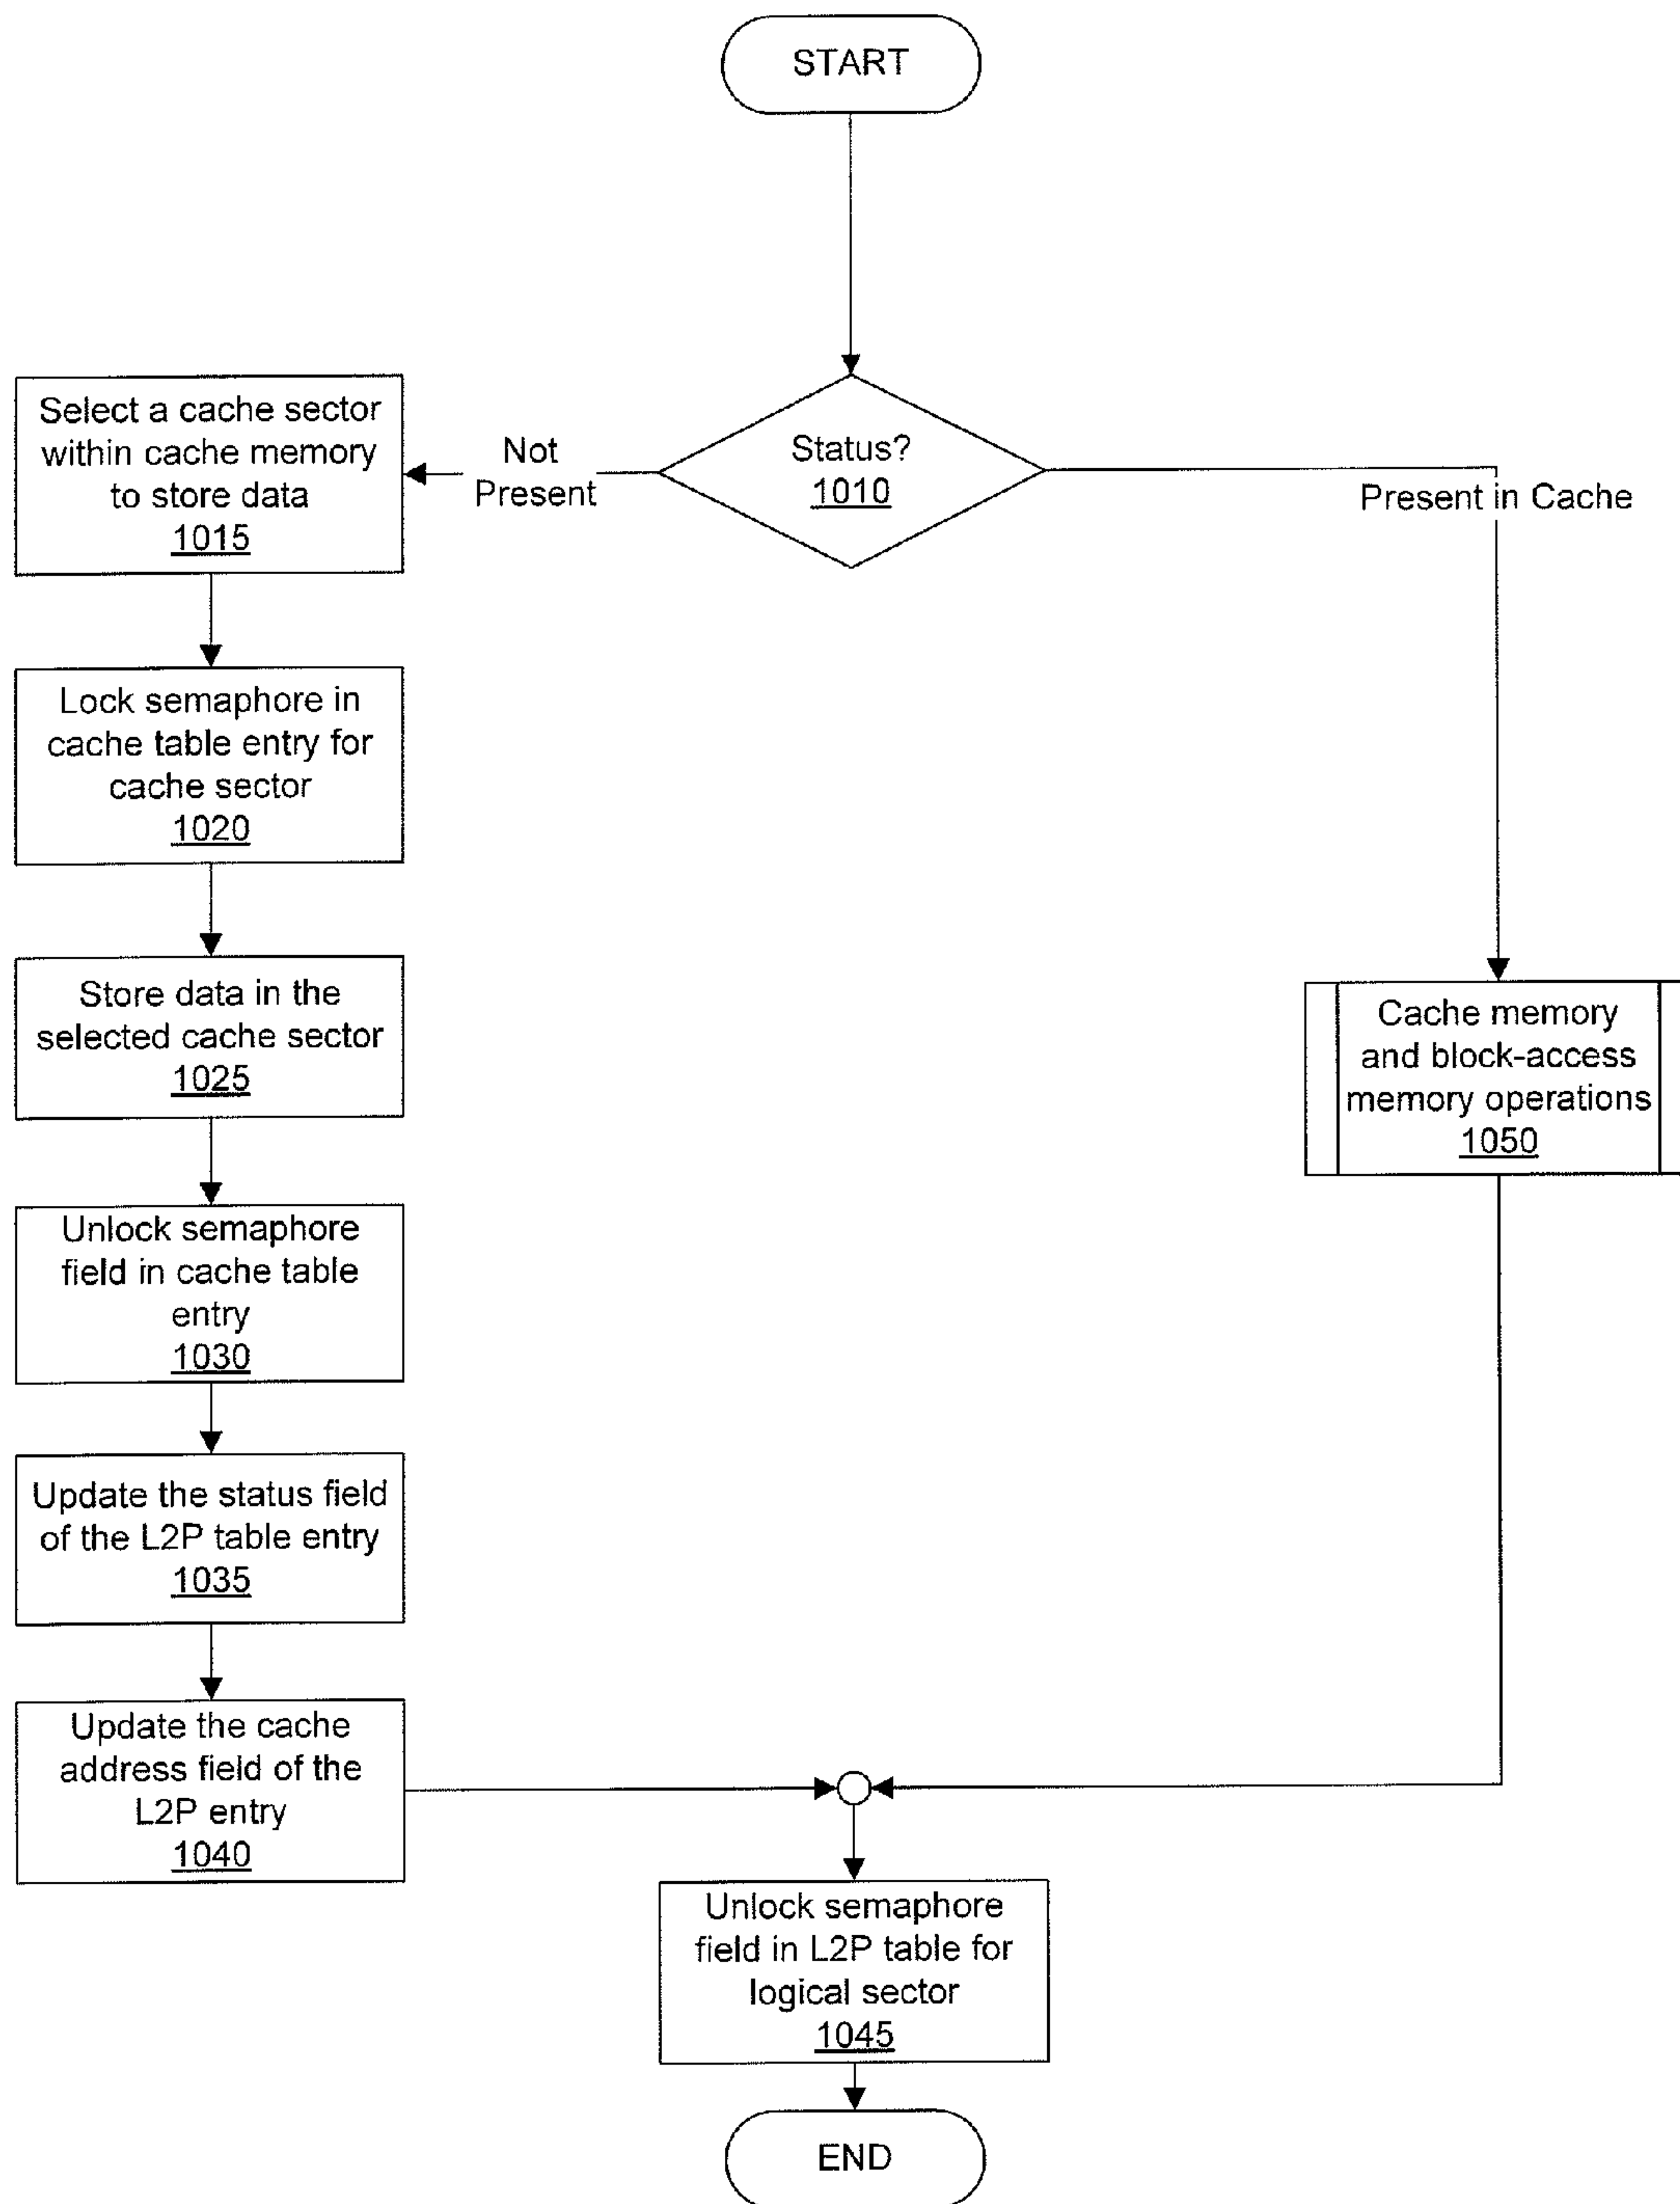 START
Status?
1010
Not
Present
Present in Cache
Select a cache sector
within cache memory
to store data
1015
Lock semaphore in
cache table entry for
cache sector
1020
Store data in the
selected cache sector
1025
Unlock semaphore
field in cache table
entry
1030
Update the status field
of the L2P table entry
1035
Update the cache
address field of the
L2P entry
1040
Cache memory
and block-access
memory operations
1050
Unlock semaphore
field in L2P table for
logical sector
1045
END